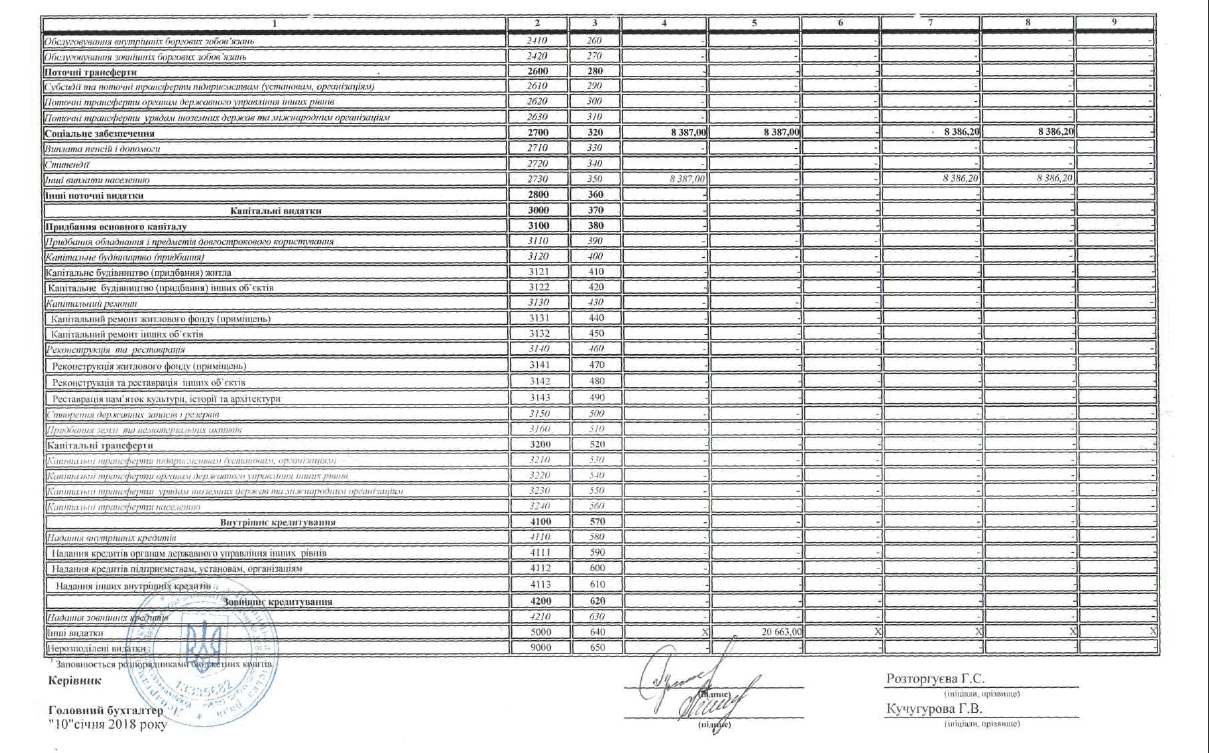 1 2 3 4 5 6 7 8 9
Обслуговування внутрішніх боргових зобов'язань 2410 260 - - - - - -
Обслуговування зовнішніх боргових зобов'язань 2420 270 - - - - - -
Поточні трансферти 2600 280 - - - - - -
Субсидії та поточні трансферти підприємствам (установам, організаціям) 2610 290 - - - - - -
Поточні трансферти органам державного управління інших рівнів 2620 300 - - - - - -
Поточні трансферти урядам іноземних держав та міжнародним організаціям 2630 310 - - - - - -
Соціальне забезпечення 2700 320 8 387,00 8 387,00 - 8 386,20 8 386,20 -
Виплата пенсій і допомоги 2710 330 - - - - - -
Стипендії 2720 340 - - - - - -
Інші виплати населенню 2730 350 8 387,00 - - 8 386,20 8 386,20 -
Інші поточні видатки 2800 360 - - - - - -
Капітальні видатки 3000 370 - - - - - -
Придбання основного капіталу 3100 380 - - - - - -
Придбання обладнання і предметів довгострокового користування 3110 390 - - - - - -
Капітальне будівництво (придбання) 3120 400 - - - - - -
Капітальне будівництво (придбання) житла 3121 410 - - - - - -
Капітальне будівництво (придбання) інших об'єктів 3122 420 - - - - - -
Капітальний ремонт 3130 430 - - - - - -
Капітальний ремонт житлового фонду (приміщень) 3131 440 - - - - - -
Капітальний ремонт інших об'єктів 3132 450 - - - - - -
Реконструкція та реставрація 3140 460 - - - - - -
Реконструкція житлового фонду (приміщень) 3141 470 - - - - - -
Реконструкція та реставрація інших об'єктів 3142 480 - - - - - -
Реставрація пам'яток культури, історії та архітектури 3143 490 - - - - - -
Створення державних запасів і резервів 3150 500 - - - - - -
Придбання землі та нематеріальних активів 3160 510 - - - - - -
Капітальні трансферти 3200 520 - - - - - -
Капітальні трансферти підприємствам (установам, організаціям) 3210 530 - - - - - -
Капітальні трансферти органам державного управління інших рівнів 3220 540 - - - - - -
Капітальні трансферти урядам іноземних держав та міжнародним організаціям 3230 550 - - - - - -
Капітальні трансферти населенню 3240 560 - - - - - -
Внутрішнє кредитування 4100 570 - - - - - -
Надання внутрішніх кредитів 4110 580 - - - - - -
Надання кредитів органам державного управління інших рівнів 4111 590 - - - - - -
Надання кредитів підприємствам, установам, організаціям 4112 600 - - - - - -
Надання інших внутрішніх кредитів 4113 610 - - - - - -
Зовнішнє кредитування 4200 620 - - - - - -
Надання зовнішніх кредитів 4210 630 - - - - - -
Інші видатки 5000 640 X 20 663,00 X X X X
Нерозподілені видатки 9000 650 - - - - - -
1 Заповнюється розпорядниками бюджетних коштів.
Керівник Розторгуєва Г.С.
(підпис) (ініціали, прізвище)
Головний бухгалтер Кучугурова Г.В.
"10"січня 2018 року (підпис) (ініціали, прізвище)